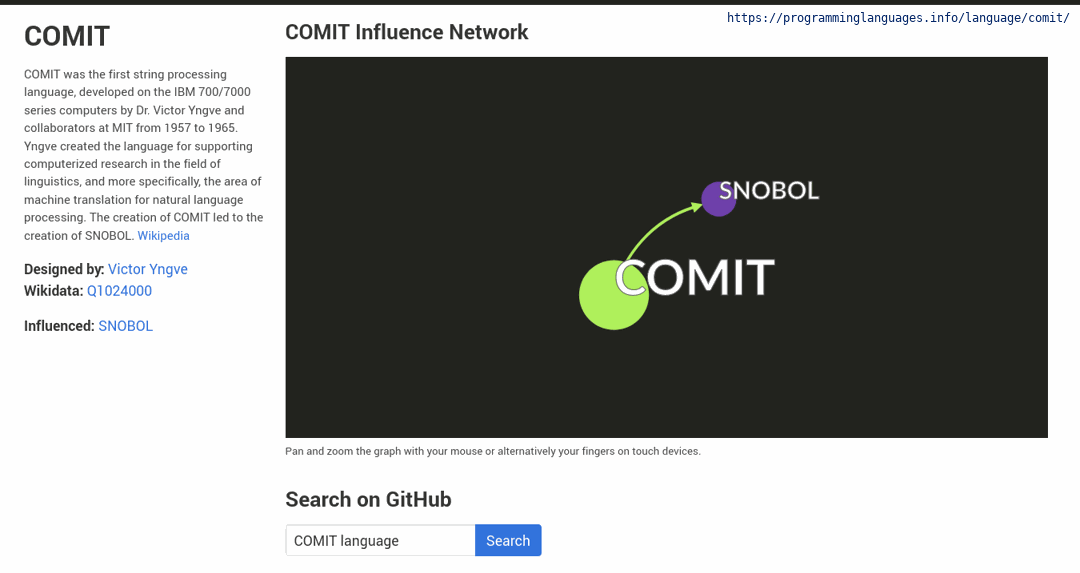 https://programminglanguages.info/language/comit/
COMIT
COMIT was the first string processing
language, developed on the IBM 700/7000
series computers by Dr. Victor Yngve and
collaborators at MIT from 1957 to 1965.
Yngve created the language for supporting
computerized research in the field of
linguistics, and more specifically, the area of
machine translation for natural language
processing. The creation of COMIT led to the
creation of SNOBOL. Wikipedia
Designed by: Victor Yngve
Wikidata: Q1024000
Influenced: SNOBOL
COMIT Influence Network
SNOBOL
COMIT
Pan and zoom the graph with your mouse or alternatively your fingers on touch devices.
Search on GitHub
COMIT language
Search